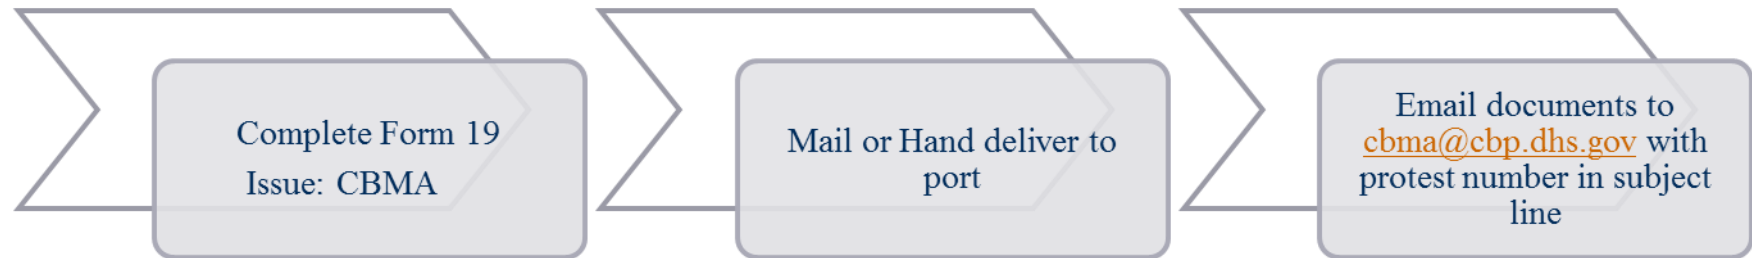 Complete Form 19
Issue: CBMA
Mail or Hand deliver to
port
Email documents to
cbma@cbp.dhs.gov with
protest number in subject
line